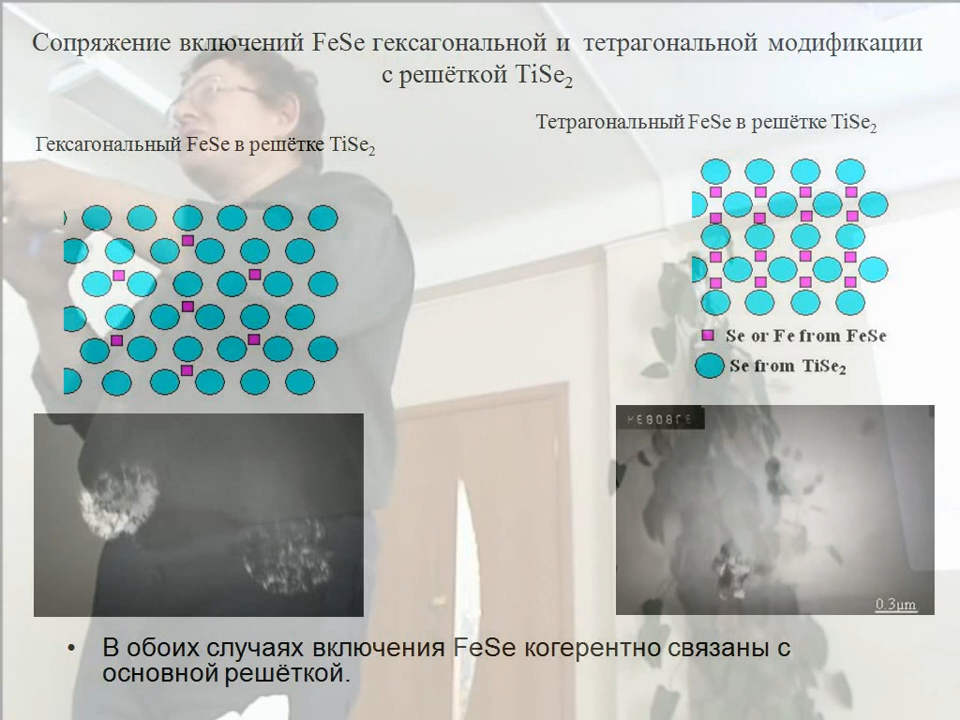 Сопряжение включений FeSe гексагональной и тетрагональной модификации
с решёткой TiSe₂
Тетрагональный FeSe в решётке TiSe₂
Гексагональный FeSe в решётке TiSe₂
Se or Fe from FeSe
Se from TiSe₂
0.3μm
• В обоих случаях включения FeSe когерентно связаны с
основной решёткой.